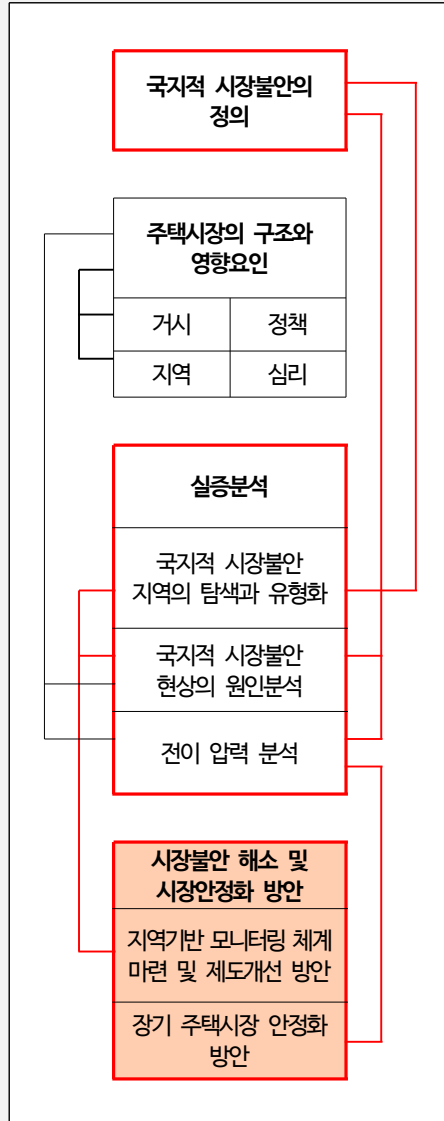 국지적 시장불안의
정의
주택시장의 구조와
영향요인
거시 정책
지역 심리
실증분석
국지적 시장불안
지역의 탐색과 유형화
국지적 시장불안
현상의 원인분석
전이 압력 분석
시장불안 해소 및
시장안정화 방안
지역기반 모니터링 체계
마련 및 제도개선 방안
장기 주택시장 안정화
방안